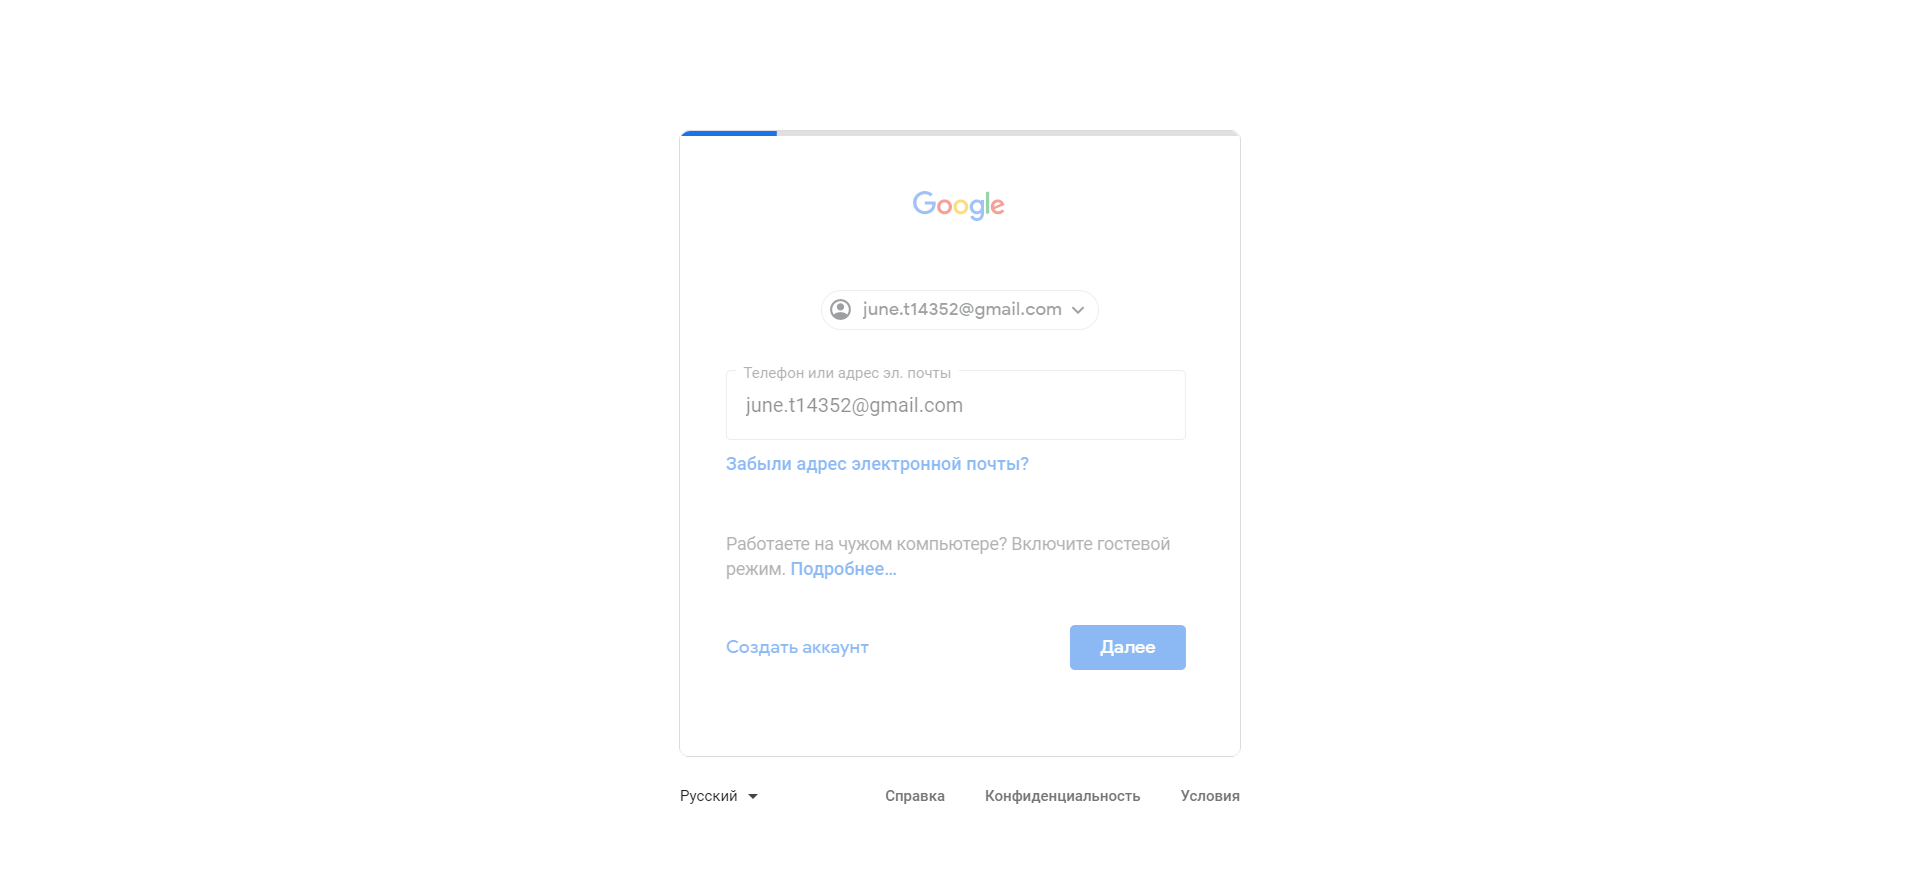 Google
june.t14352@gmail.com
Телефон или адрес эл. почты
june.t14352@gmail.com
Забыли адрес электронной почты?
Работаете на чужом компьютере? Включите гостевой
режим. Подробнее…
Создать аккаунт Далее
Русский Справка Конфиденциальность Условия